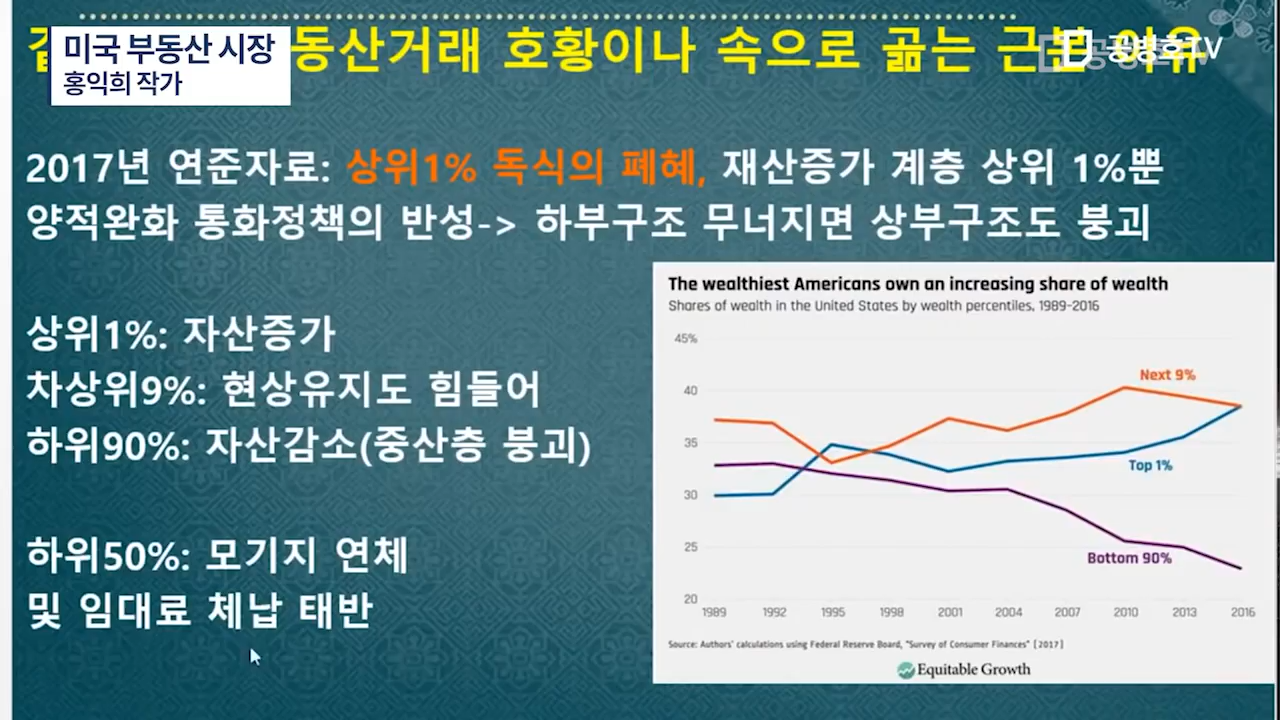 미국 부동산 시장
홍익희 작가
동산거래 호황이나 속으로 곪는 근본 이유
공병호TV
2017년 연준자료: 상위1% 독식의 폐혜, 재산증가 계층 상위 1%뿐
양적완화 통화정책의 반성-> 하부구조 무너지면 상부구조도 붕괴
상위1%: 자산증가
차상위9%: 현상유지도 힘들어
하위90%: 자산감소(중산층 붕괴)
하위50%: 모기지 연체
및 임대료 체납 태반
The wealthiest Americans own an increasing share of wealth
Shares of wealth in the United States by wealth percentiles, 1989-2016
45%
40
35
30
25
20
Next 9%
Top 1%
Bottom 90%
1989 1992 1995 1998 2001 2004 2007 2010 2013 2016
Source: Authors' calculations using Federal Reserve Board, "Survey of Consumer Finances" [2017]
Equitable Growth